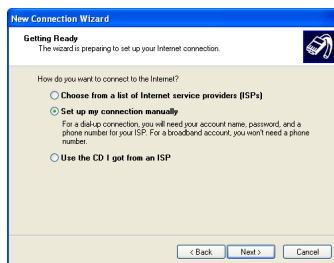 New Connection Wizard
Getting Ready
The wizard is preparing to set up your Internet connection.
How do you want to connect to the Internet?
Choose from a list of Internet service providers (ISPs)
Set up my connection manually
For a dial-up connection, you will need your account name, password, and a
phone number for your ISP. For a broadband account, you won't need a phone
number.
Use the CD I got from an ISP
< Back
Next >
Cancel